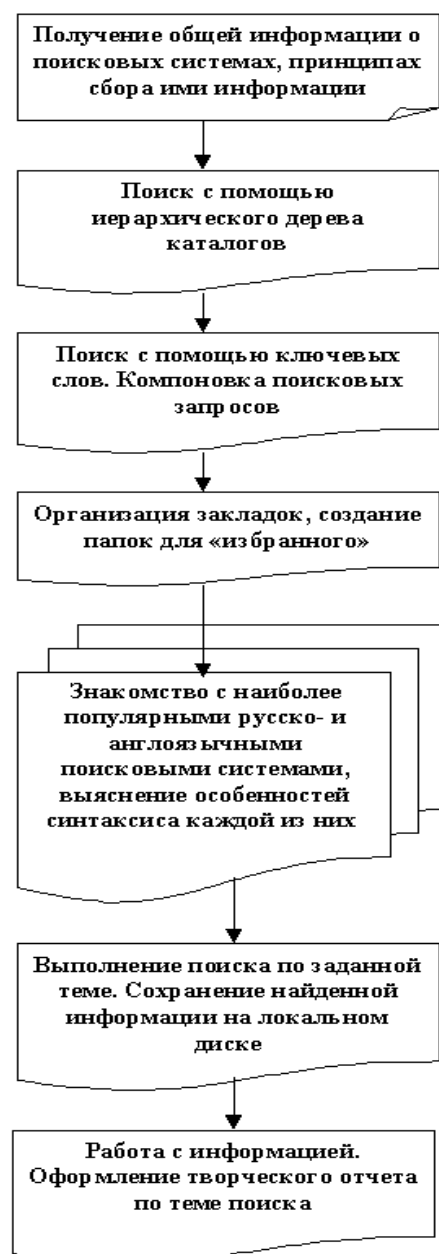 Получение общей информации о
поисковых системах, принципах
сбора ими информации
Поиск с помощью
иерархического дерева
каталогов
Поиск с помощью ключевых
слов. Компоновка поисковых
запросов
Организация закладок, создание
папок для «избранного»
Знакомство с наиболее
популярными русско- и
англоязычными
поисковыми системами,
выяснение особенностей
синтаксиса каждой из них
Выполнение поиска по заданной
теме. Сохранение найденной
информации на локальном
диске
Работа с информацией.
Оформление творческого отчета
по теме поиска